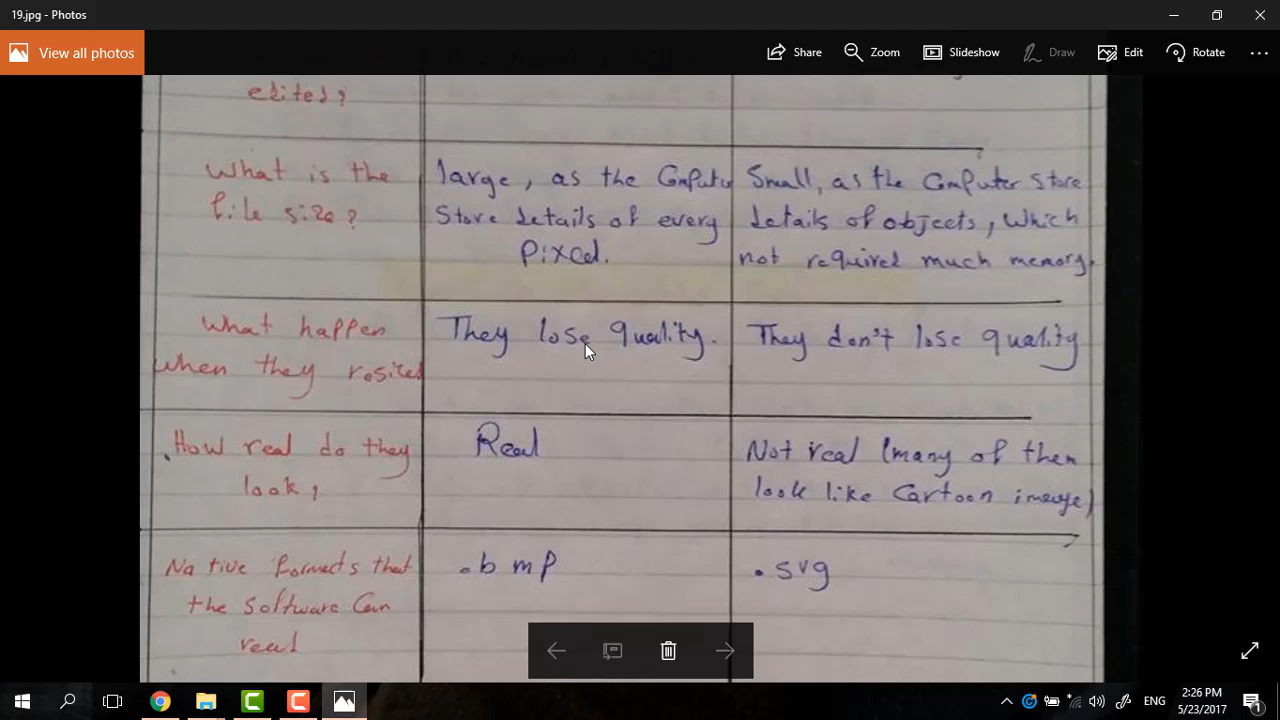 19.jpg - Photos
View all photos
Share
Zoom
Slideshow
Draw
Edit
Rotate
edited?
What is the
file size?
large, as the Computer
Store details of every
Pixcel.
Small, as the Computer store
details of objects, which
not required much memory.
What happen
when they resized
They lose quality.
They don't lose quality
How real do they
look?
Real
Not real (many of them
look like Cartoon image)
Native formats that
the software can
read
.bmp
.svg
ENG
2:26 PM
5/23/2017
1